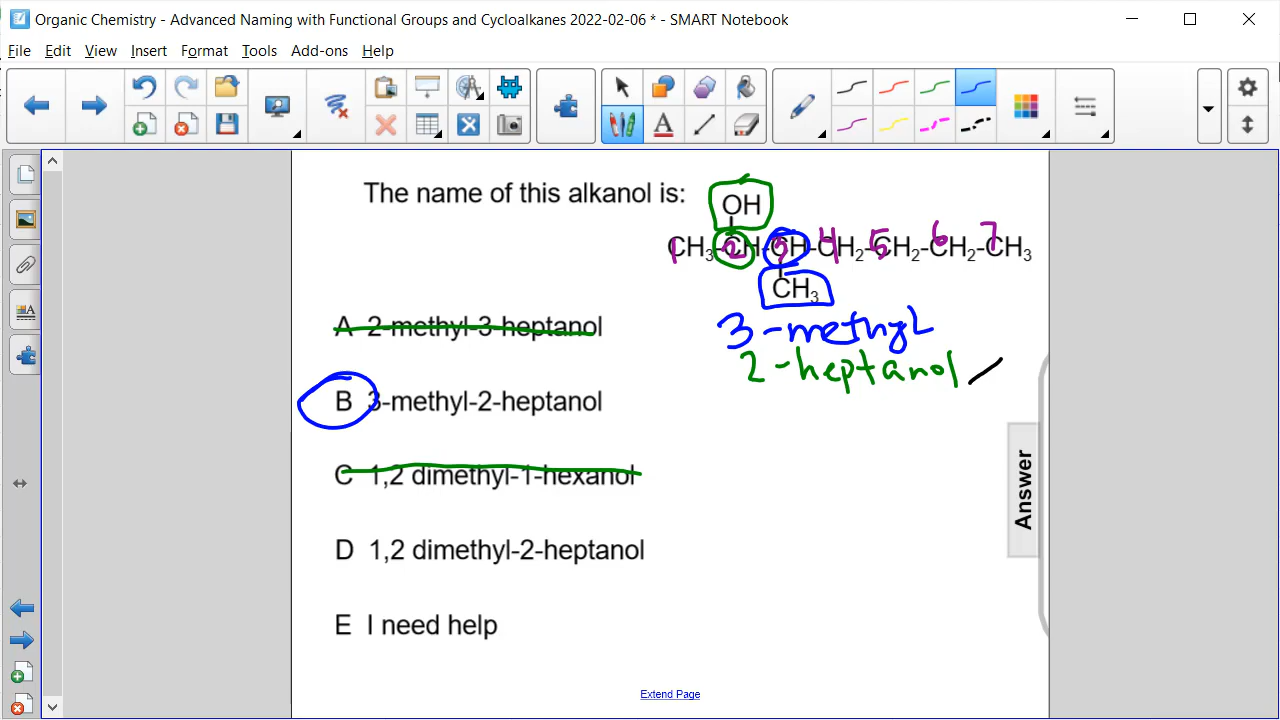 Organic Chemistry - Advanced Naming with Functional Groups and Cycloalkanes 2022-02-06 * - SMART Notebook
File Edit View Insert Format Tools Add-ons Help
The name of this alkanol is:
OH
CH3-CH-CH-CH2-CH2-CH2-CH3
1 2 3 4 5 6 7
CH3
3-methyl
2-heptanol
A 2-methyl-3-heptanol
B 3-methyl-2-heptanol
C 1,2 dimethyl-1-hexanol
D 1,2 dimethyl-2-heptanol
E I need help
Answer
Extend Page